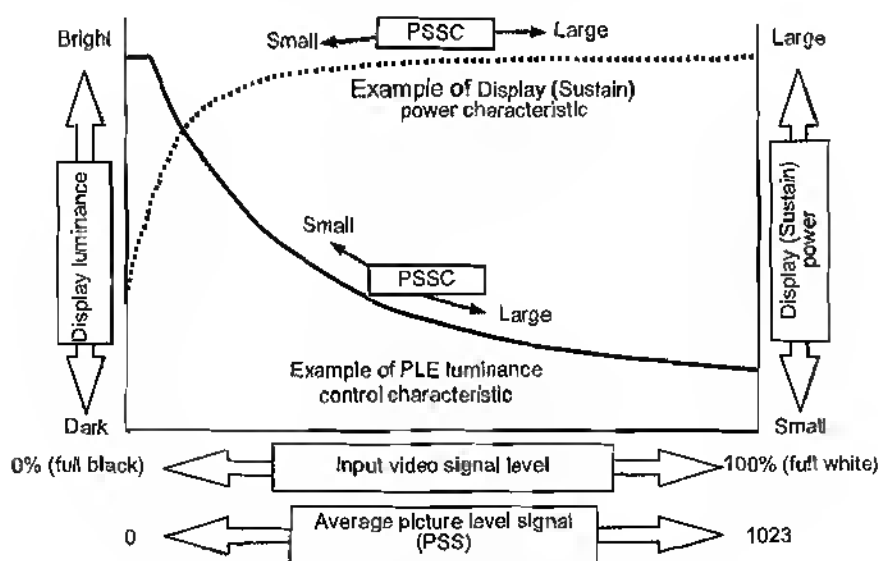 Bright
Small PSSC Large
Large
Example of Display (Sustain)
power characteristic
Display luminance
Display (Sustain)
power
Small
PSSC
Large
Example of PLE luminance
control characteristic
Dark
Small
0% (full black)
Input video signal level
100% (full white)
0
Average picture level signal
(PSS)
1023